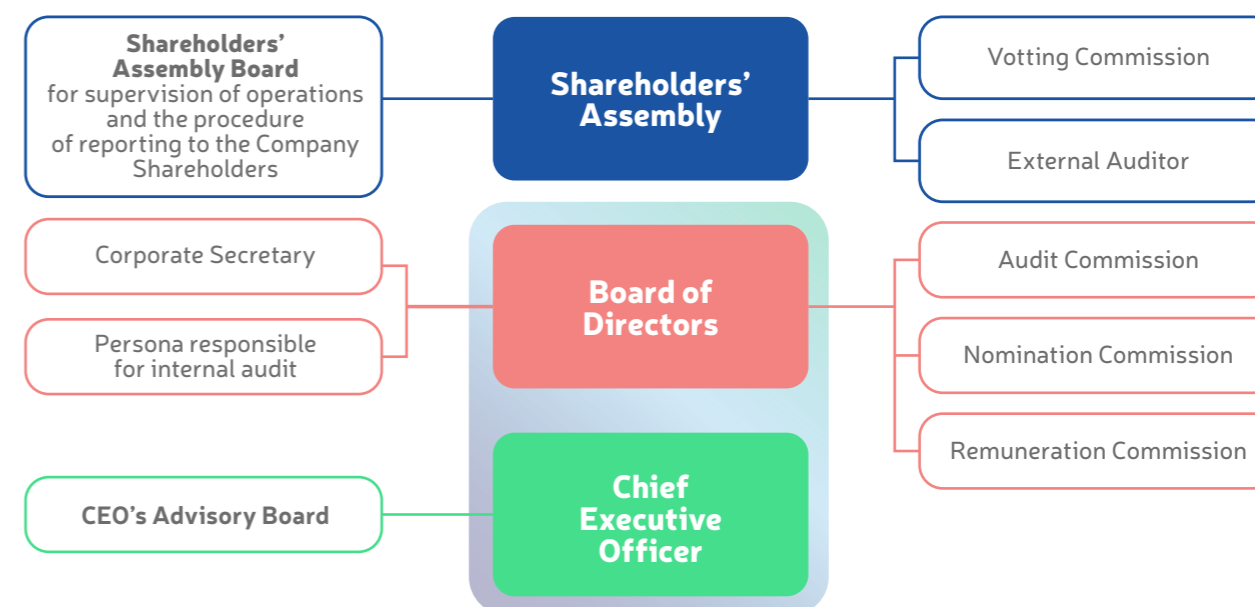 Shareholders’
Assembly Board
for supervision of operations
and the procedure
of reporting to the Company
Shareholders
Shareholders’
Assembly
Votting Commission
External Auditor
Corporate Secretary
Persona responsible
for internal audit
Board of
Directors
Audit Commission
Nomination Commission
Remuneration Commission
CEO’s Advisory Board
Chief
Executive
Officer